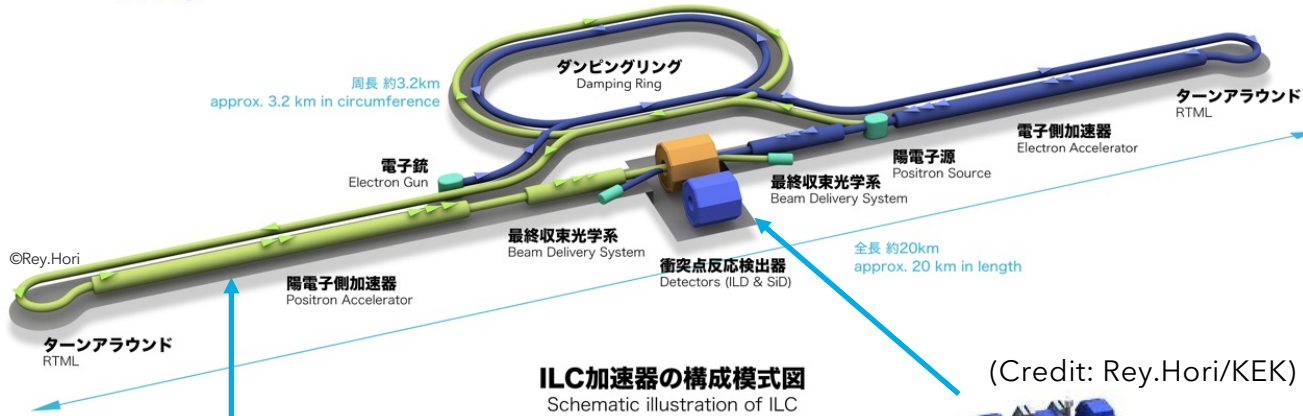 周長 約3.2km
approx. 3.2 km in circumference
ダンピングリング
Damping Ring
ターンアラウンド
RTML
電子側加速器
Electron Accelerator
電子銃
Electron Gun
陽電子源
Positron Source
最終収束光学系
Beam Delivery System
最終収束光学系
Beam Delivery System
全長 約20km
approx. 20 km in length
©Rey.Hori
衝突点反応検出器
Detectors (ILD & SiD)
陽電子側加速器
Positron Accelerator
ターンアラウンド
RTML
ILC加速器の構成模式図
Schematic illustration of ILC
(Credit: Rey.Hori/KEK)